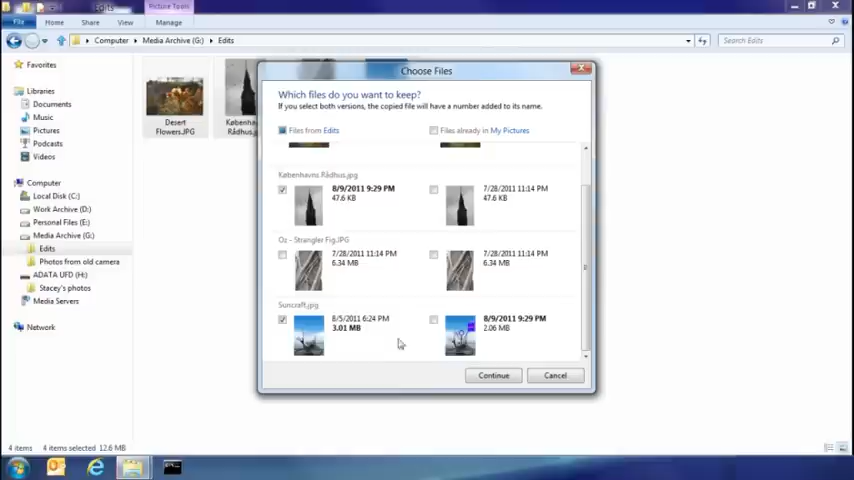 Edits
Picture Tools
File
Home
Share
View
Manage
Computer
Media Archive (G:)
Edits
Search Edits
Favorites
Libraries
Documents
Music
Pictures
Podcasts
Videos
Computer
Local Disk (C:)
Work Archive (D:)
Personal Files (E:)
Media Archive (G:)
Edits
Photos from old camera
ADATA UFD (H:)
Stacey's photos
Media Servers
Network
Desert
Flowers.JPG
Københav
Rådhus.j
Choose Files
Which files do you want to keep?
If you select both versions, the copied file will have a number added to its name.
Files from Edits
Files already in My Pictures
Københavns Rådhus.jpg
8/9/2011 9:29 PM
47.6 KB
7/28/2011 11:14 PM
47.6 KB
Oz - Strangler Fig.JPG
7/28/2011 11:14 PM
6.34 MB
7/28/2011 11:14 PM
6.34 MB
Suncraft.jpg
8/5/2011 6:24 PM
3.01 MB
8/9/2011 9:29 PM
2.06 MB
Continue
Cancel
4 items
4 items selected 12.6 MB